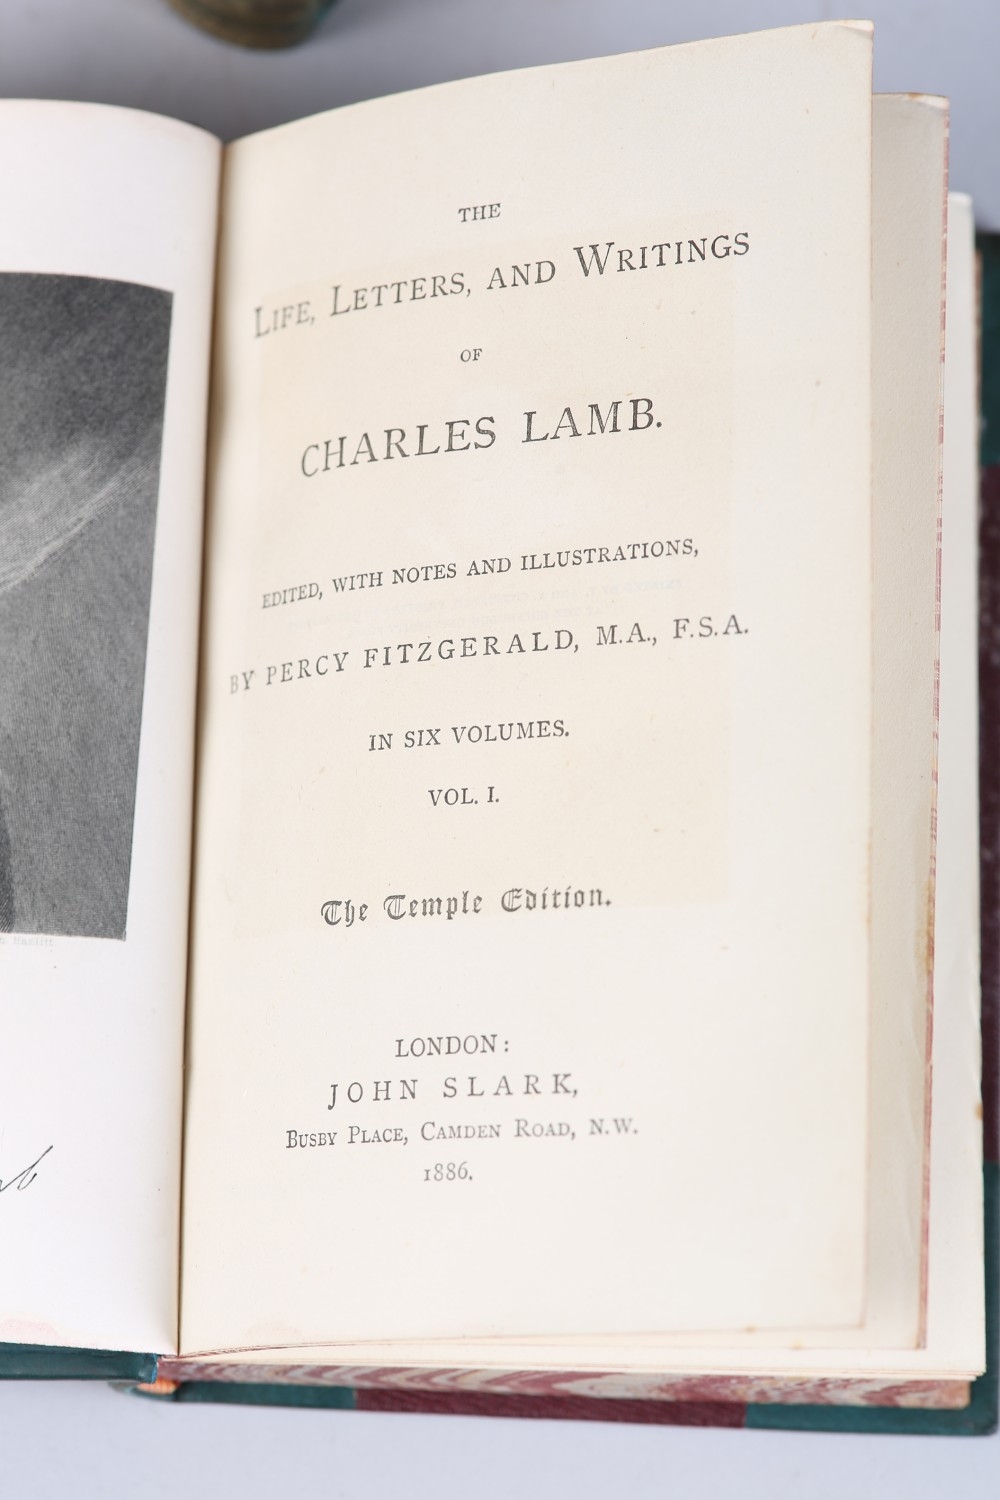 THE
LIFE, LETTERS, AND WRITINGS
OF
CHARLES LAMB.
EDITED, WITH NOTES AND ILLUSTRATIONS,
BY PERCY FITZGERALD, M.A., F.S.A.
IN SIX VOLUMES.
VOL. I.
The Temple Edition.
LONDON:
JOHN SLARK,
BUSBY PLACE, CAMDEN ROAD, N.W.
1886.